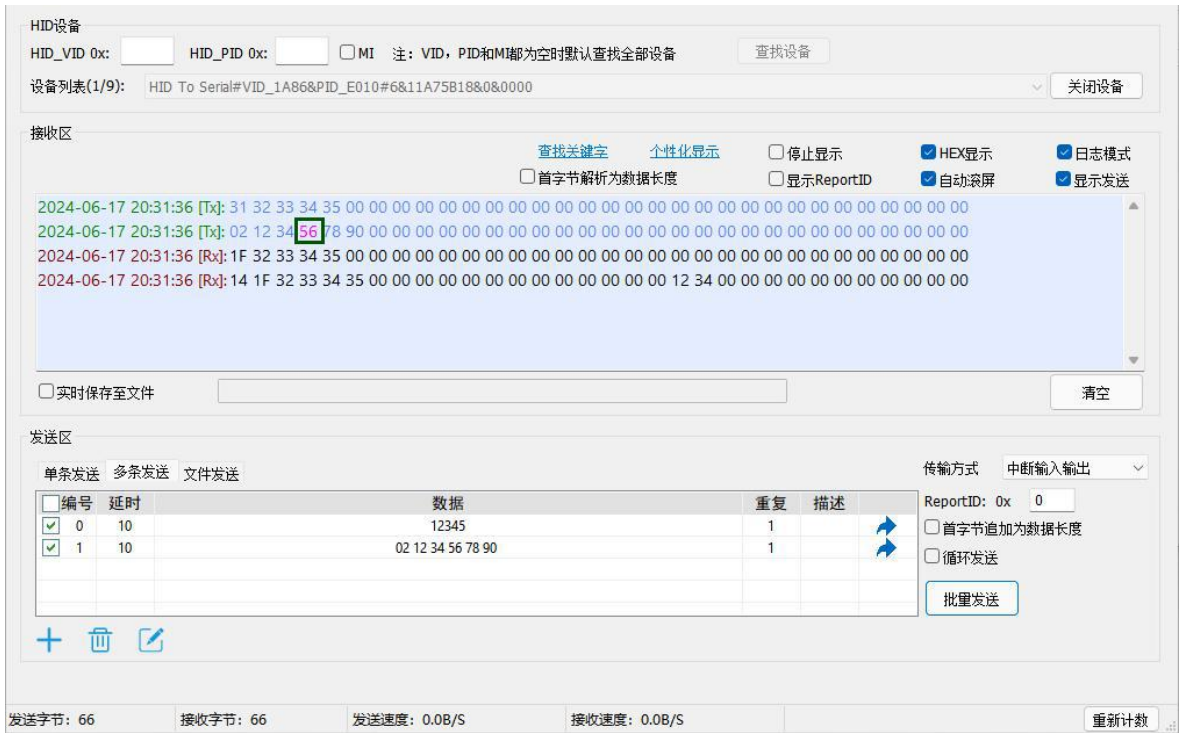 HID设备
HID_VID 0x: HID_PID 0x: MI 注: VID, PID和MI都为空时默认查找全部设备 查找设备
设备列表(1/9): HID To Serial#VID_1A86&PID_E010#6&11A75B18&0&0000 关闭设备
接收区
查找关键字 个性化显示 停止显示 HEX显示 日志模式
首字节解析为数据长度 显示ReportID 自动滚屏 显示发送
2024-06-17 20:31:36 [Tx]: 31 32 33 34 35 00 00 00 00 00 00 00 00 00 00 00 00 00 00 00 00 00 00 00 00 00 00 00 00 00 00 00
2024-06-17 20:31:36 [Tx]: 02 12 34 56 78 90 00 00 00 00 00 00 00 00 00 00 00 00 00 00 00 00 00 00 00 00 00 00 00 00 00 00
2024-06-17 20:31:36 [Rx]: 1F 32 33 34 35 00 00 00 00 00 00 00 00 00 00 00 00 00 00 00 00 00 00 00 00 00 00 00 00 00 00 00
2024-06-17 20:31:36 [Rx]: 14 1F 32 33 34 35 00 00 00 00 00 00 00 00 00 00 00 00 00 12 34 00 00 00 00 00 00 00 00 00 00 00
实时保存至文件 清空
发送区
单条发送 多条发送 文件发送 传输方式 中断输入输出
编号 延时 数据 重复 描述 ReportID: 0x 0
0 10 12345 1 首字节追加为数据长度
1 10 02 12 34 56 78 90 1 循环发送
批量发送
发送字节: 66 接收字节: 66 发送速度: 0.0B/S 接收速度: 0.0B/S 重新计数